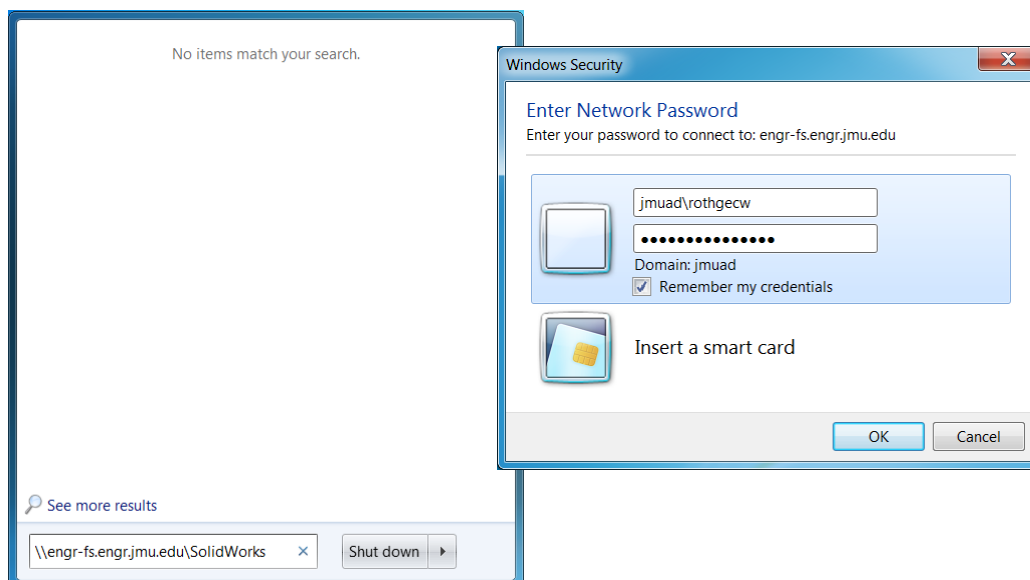 No items match your search.
See more results
\\engr-fs.engr.jmu.edu\SolidWorks
Shut down
Windows Security
Enter Network Password
Enter your password to connect to: engr-fs.engr.jmu.edu
jmuad\rothgecw
●●●●●●●●●●●●●●●
Domain: jmuad
Remember my credentials
Insert a smart card
OK
Cancel